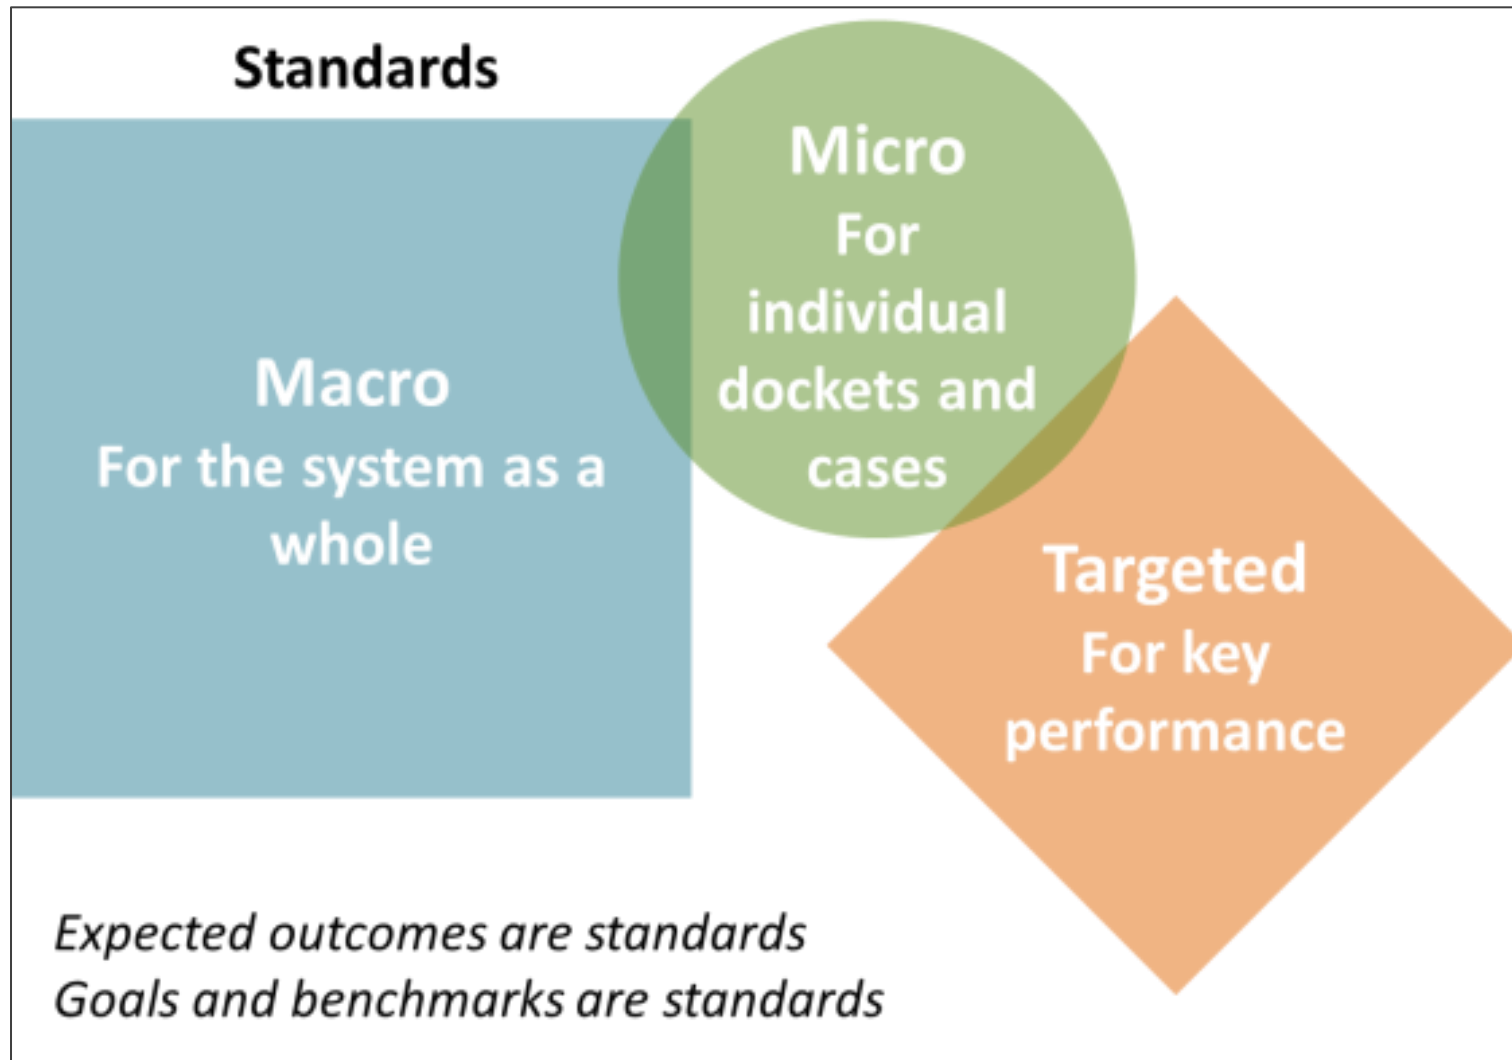 Standards
Micro
For
individual
dockets and
cases
Macro
For the system as a
whole
Targeted
For key
performance
Expected outcomes are standards
Goals and benchmarks are standards